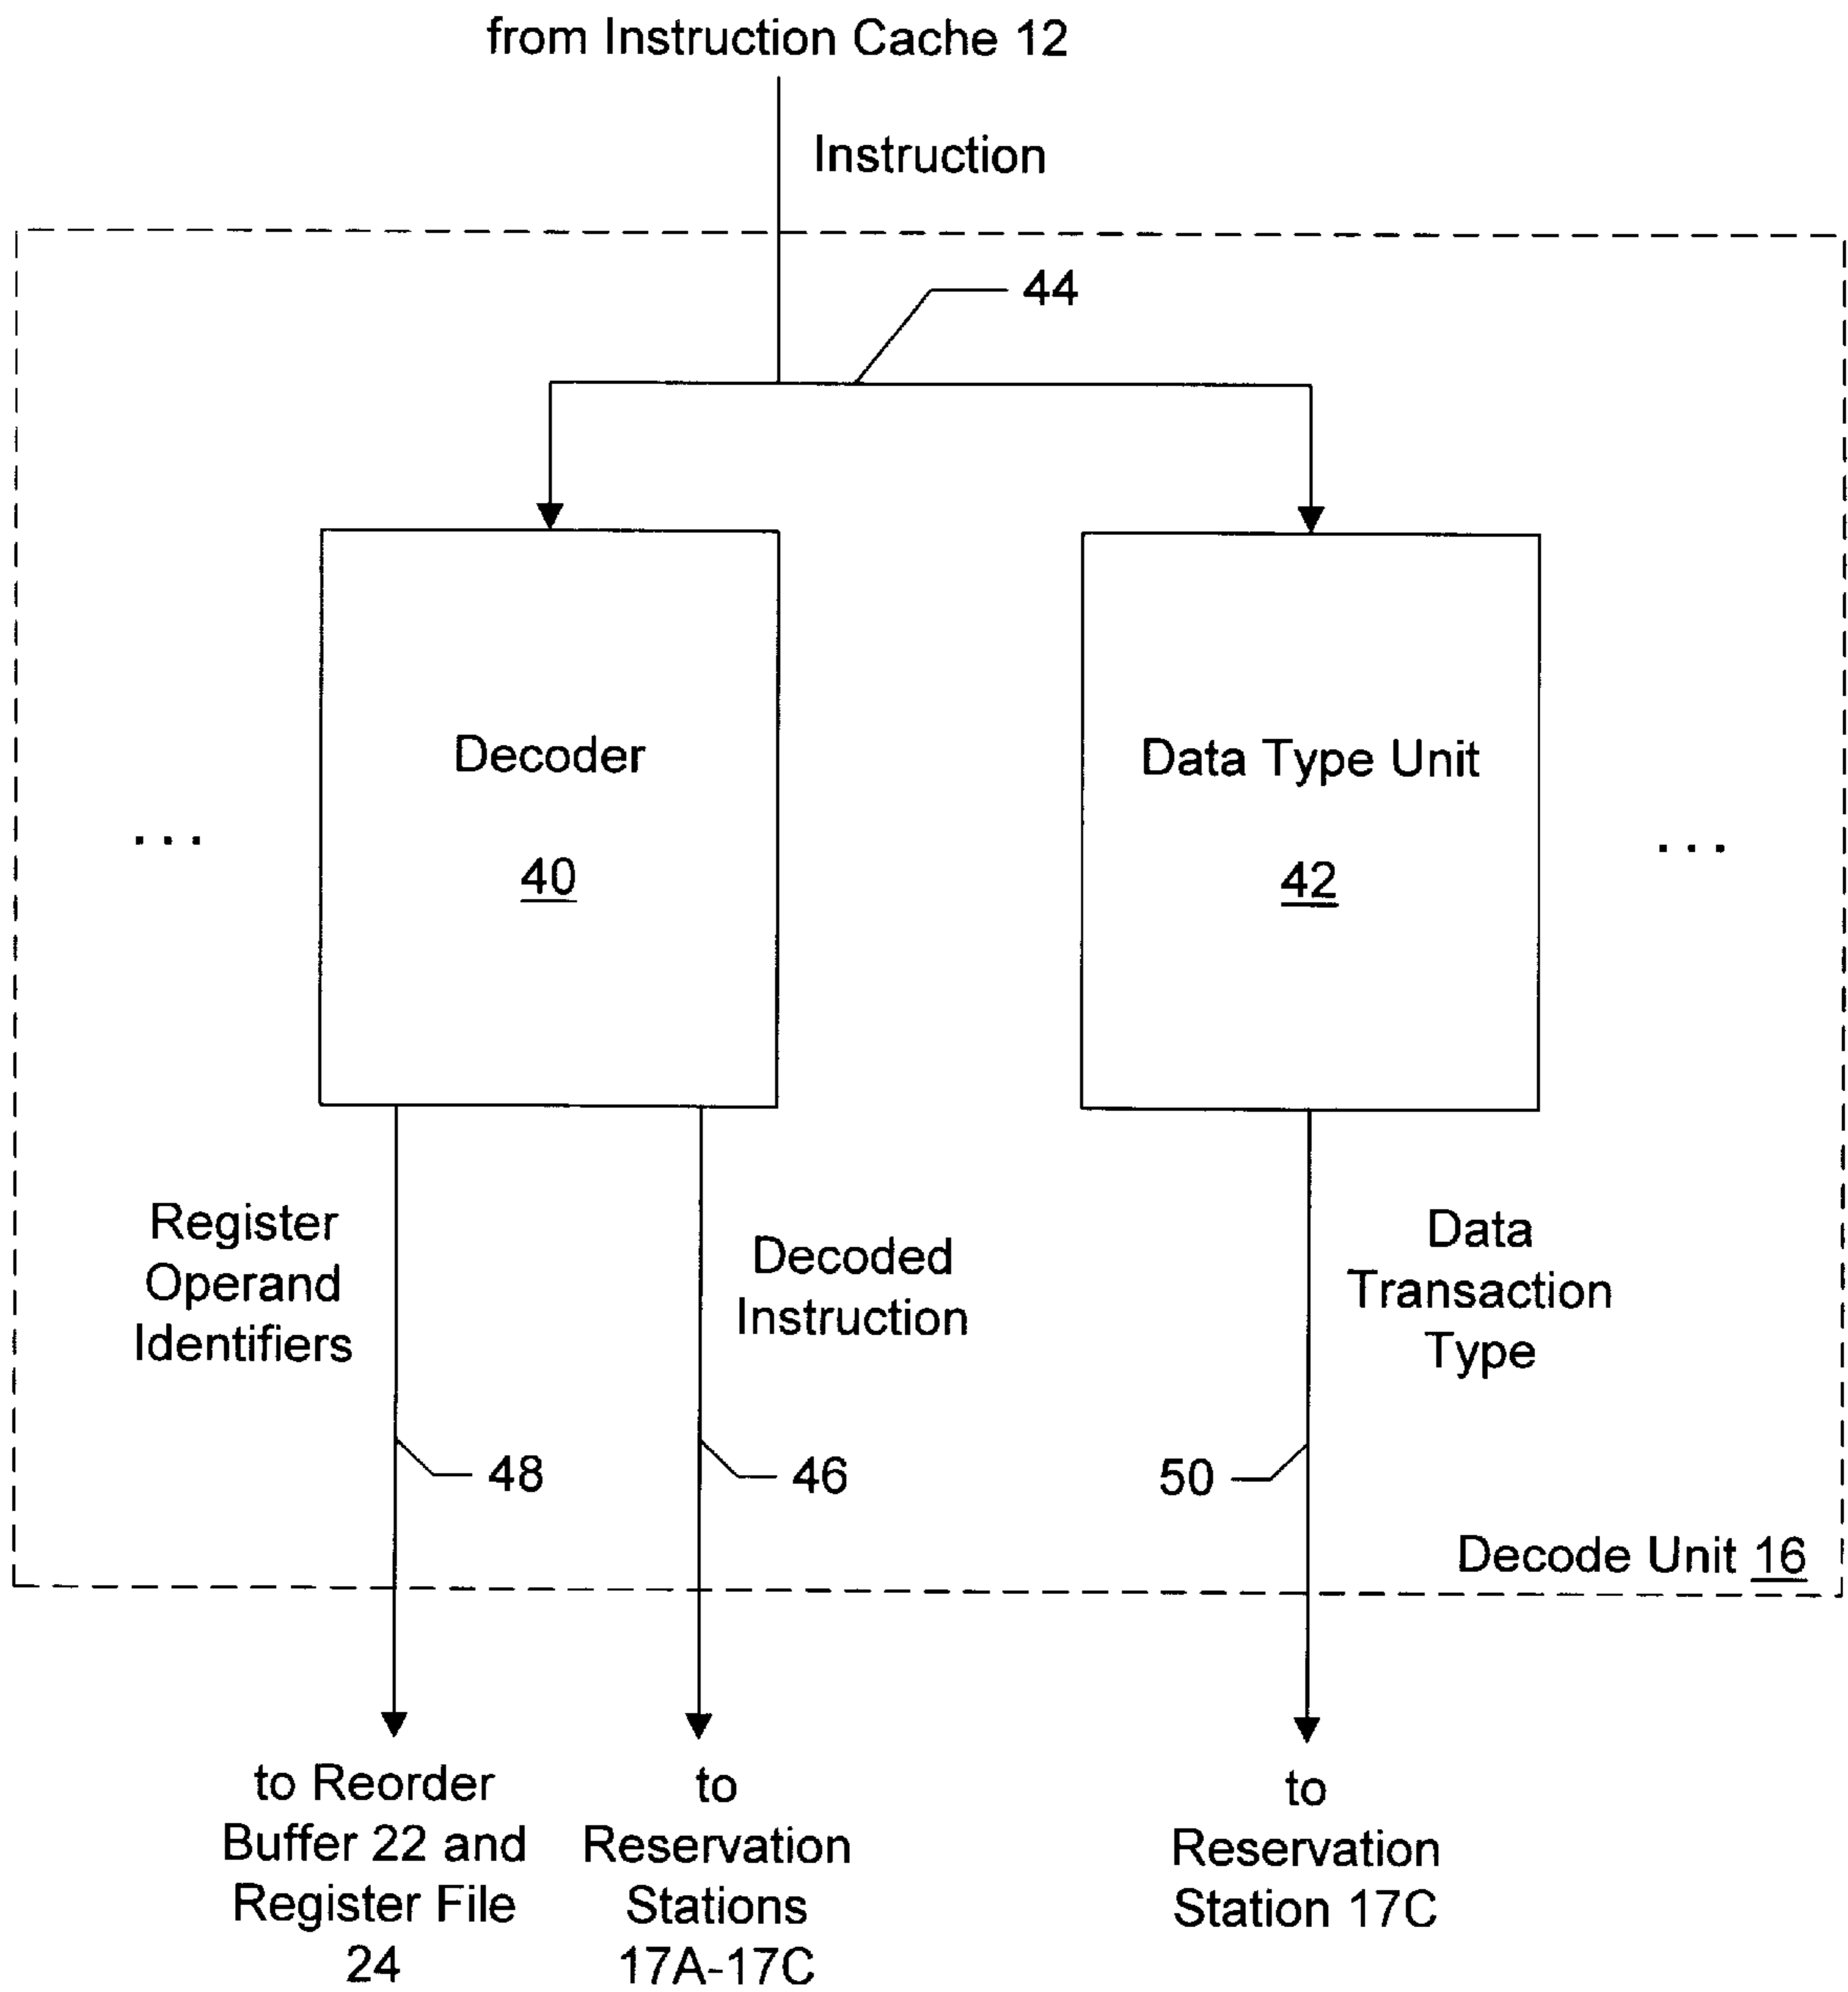 from Instruction Cache 12
Instruction
44
Decoder
40
Data Type Unit
42
...
...
Register
Operand
Identifiers
Decoded
Instruction
Data
Transaction
Type
48
46
50
Decode Unit 16
to Reorder
Buffer 22 and
Register File
24
to
Reservation
Stations
17A-17C
to
Reservation
Station 17C